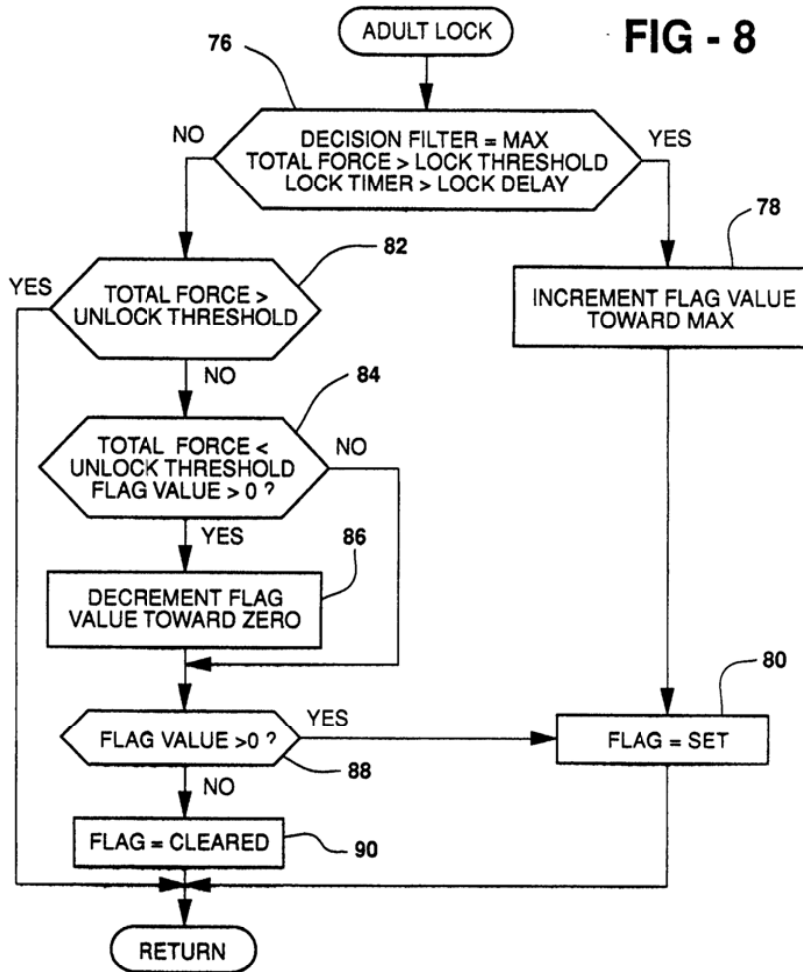 ADULT LOCK
FIG - 8
76
NO
DECISION FILTER = MAX
TOTAL FORCE > LOCK THRESHOLD
LOCK TIMER > LOCK DELAY
YES
78
INCREMENT FLAG VALUE
TOWARD MAX
82
YES
TOTAL FORCE >
UNLOCK THRESHOLD
NO
84
TOTAL FORCE <
UNLOCK THRESHOLD
FLAG VALUE > 0 ?
NO
YES
86
DECREMENT FLAG
VALUE TOWARD ZERO
80
FLAG VALUE >0 ?
YES
FLAG = SET
88
NO
FLAG = CLEARED
90
RETURN